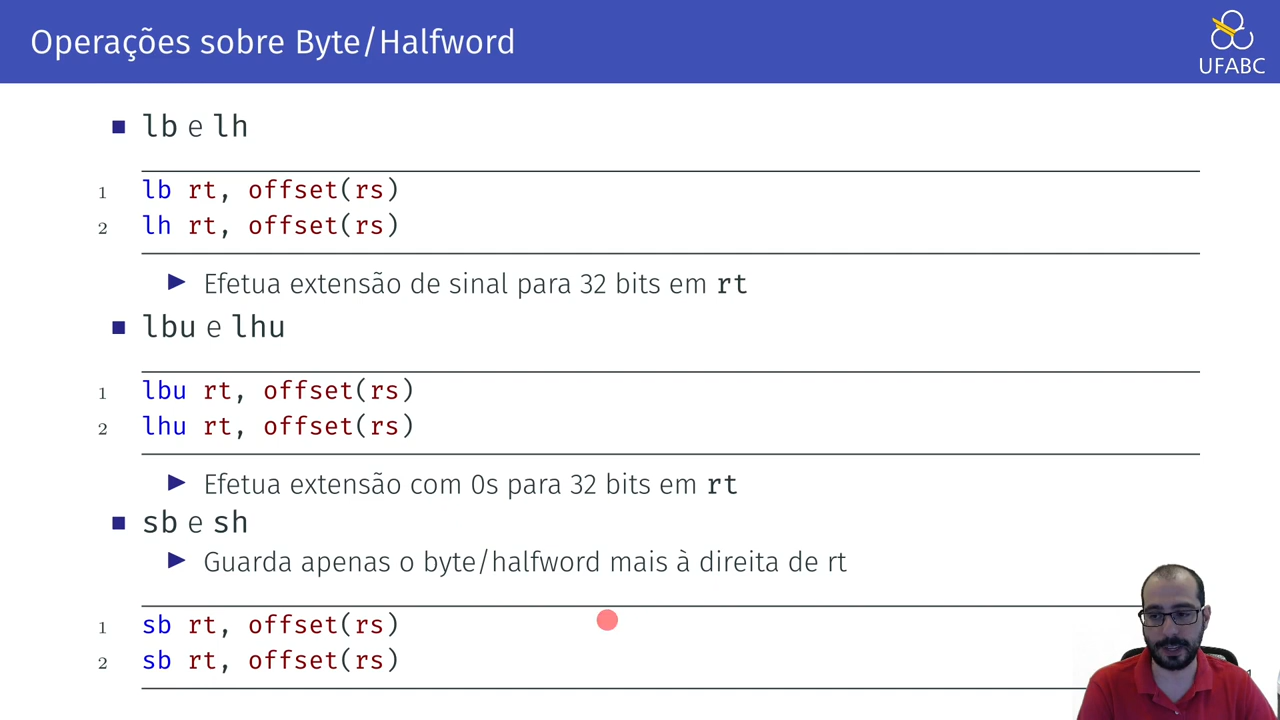 Operações sobre Byte/Halfword
UFABC
lb e lh
1 lb rt, offset(rs)
2 lh rt, offset(rs)
Efetua extensão de sinal para 32 bits em rt
lbu e lhu
1 lbu rt, offset(rs)
2 lhu rt, offset(rs)
Efetua extensão com 0s para 32 bits em rt
sb e sh
Guarda apenas o byte/halfword mais à direita de rt
1 sb rt, offset(rs)
2 sb rt, offset(rs)